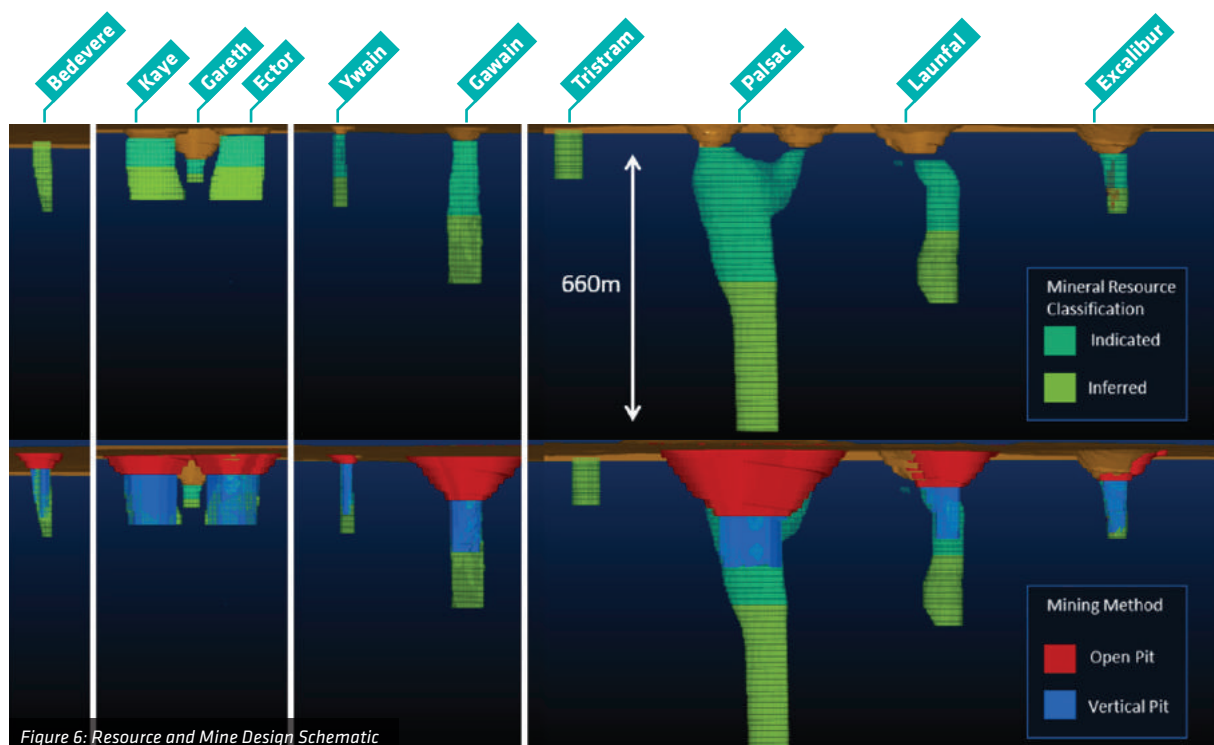 Bedevere
Kaye
Gareth
Ector
Ywain
Gawain
Tristram
Palsac
Launfal
Excalibur
660m
Mineral Resource
Classification
Indicated
Inferred
Mining Method
Open Pit
Vertical Pit
Figure 6: Resource and Mine Design Schematic